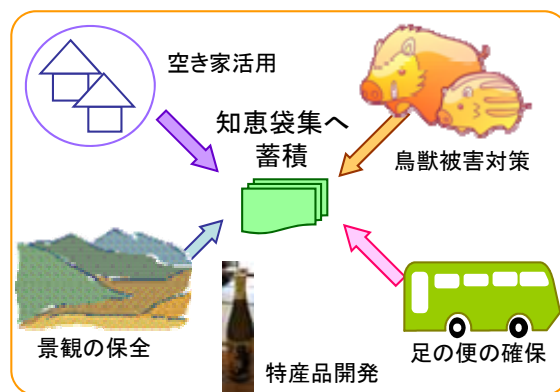 空き家活用
知恵袋集へ
蓄積
鳥獣被害対策
景観の保全
特産品開発
足の便の確保